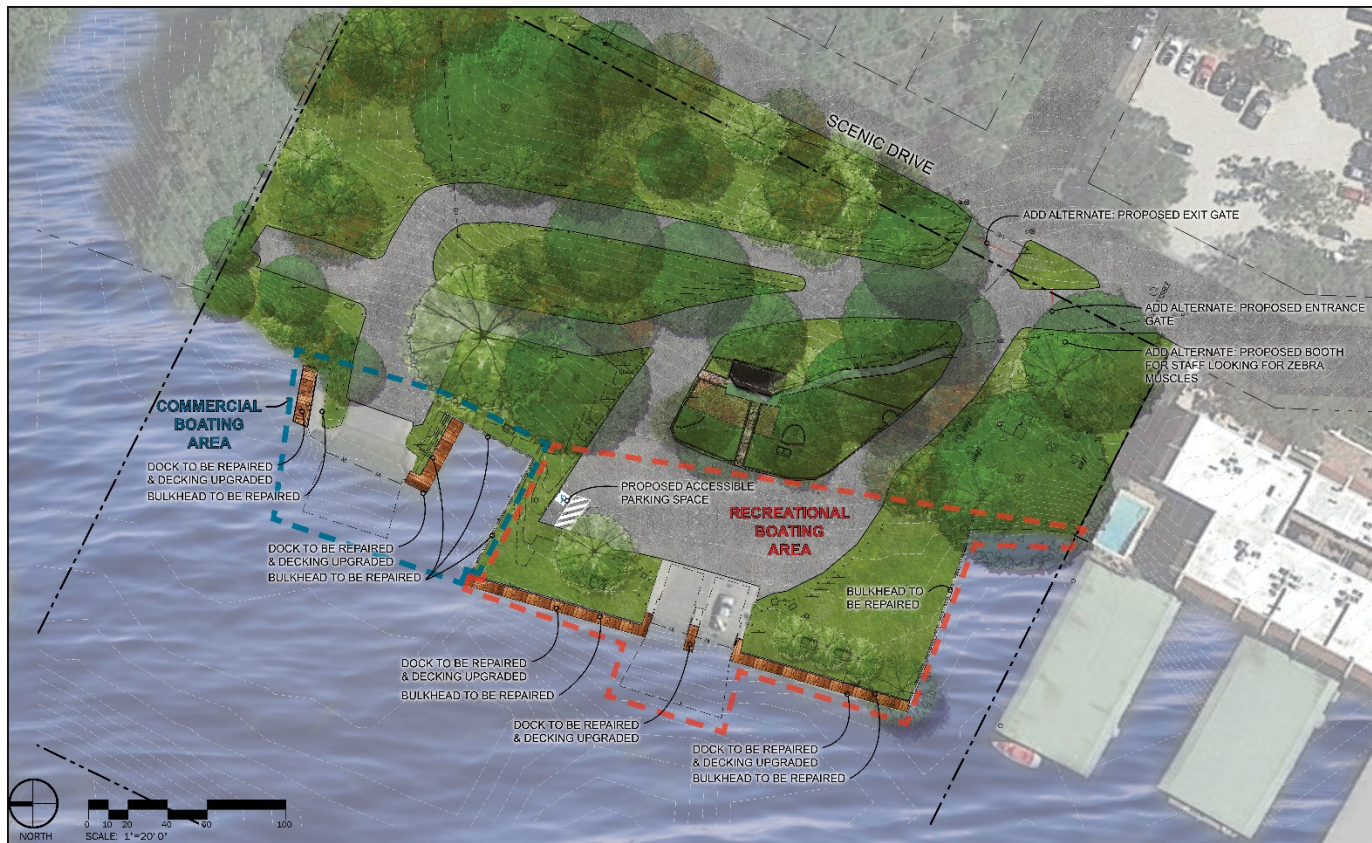 SCENIC DRIVE
ADD ALTERNATE: PROPOSED EXIT GATE
ADD ALTERNATE: PROPOSED ENTRANCE
GATE
ADD ALTERNATE: PROPOSED BOOTH
FOR STAFF LOOKING FOR ZEBRA
MUSCLES
COMMERCIAL
BOATING
AREA
DOCK TO BE REPAIRED
& DECKING UPGRADED
BULKHEAD TO BE REPAIRED
DOCK TO BE REPAIRED
& DECKING UPGRADED
BULKHEAD TO BE REPAIRED
PROPOSED ACCESSIBLE
PARKING SPACE
RECREATIONAL
BOATING
AREA
BULKHEAD TO
BE REPAIRED
DOCK TO BE REPAIRED
& DECKING UPGRADED
BULKHEAD TO BE REPAIRED
DOCK TO BE REPAIRED
& DECKING UPGRADED
DOCK TO BE REPAIRED
& DECKING UPGRADED
BULKHEAD TO BE REPAIRED
NORTH
0 10 20 40 60 100
SCALE: 1"=20' 0"